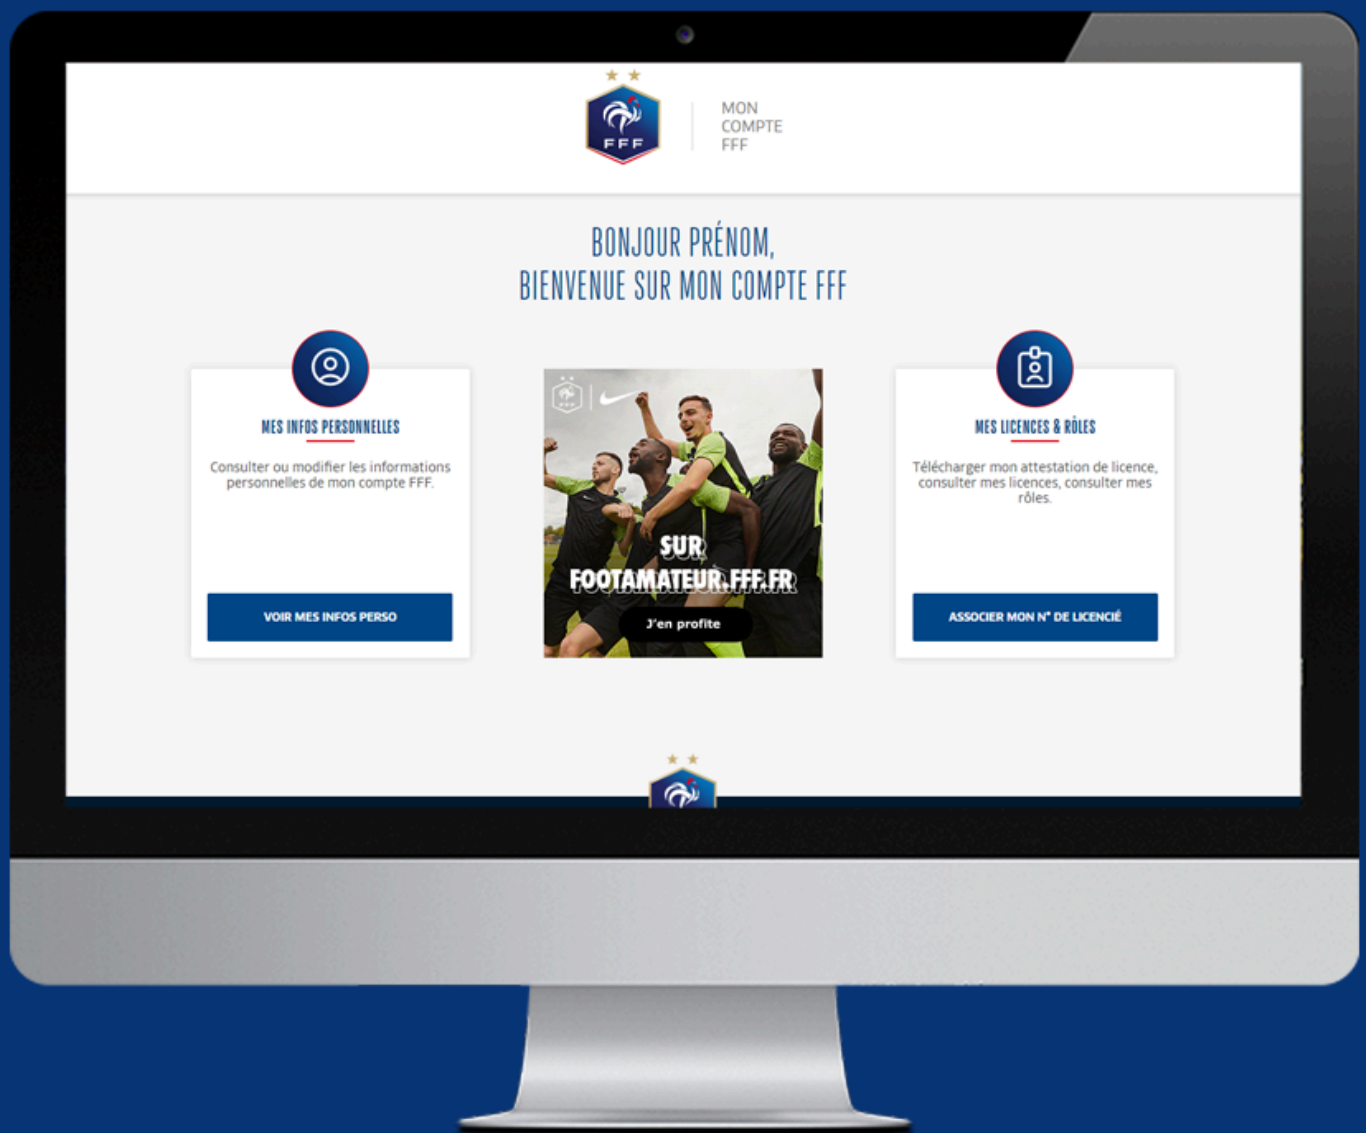 FFF
MON
COMPTE
FFF
BONJOUR PRÉNOM,
BIENVENUE SUR MON COMPTE FFF
MES INFOS PERSONNELLES
Consulter ou modifier les informations
personnelles de mon compte FFF.
VOIR MES INFOS PERSO
FFF
SUR
FOOTAMATEUR.FFF.FR
J'en profite
MES LICENCES & RÔLES
Télécharger mon attestation de licence,
consulter mes licences, consulter mes
rôles.
ASSOCIER MON N° DE LICENCIÉ